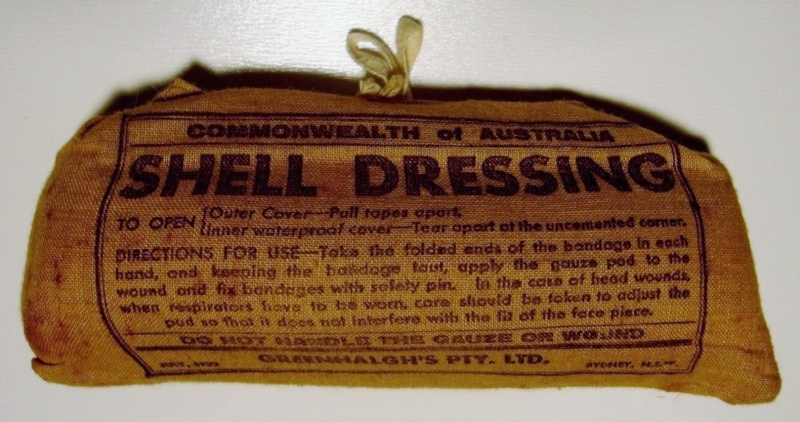 COMMONWEALTH of AUSTRALIA
SHELL DRESSING
TO OPEN {Outer Cover—Pull tapes apart.
Inner waterproof cover—Tear apart at the uncemented corner.
DIRECTIONS FOR USE—Take the folded ends of the bandage in each
hand, and keeping the bandage taut, apply the gauze pad to the
wound and fix bandages with safety pin. In the case of head wounds,
when respirators have to be worn, care should be taken to adjust the
pad so that it does not interfere with the fit of the face piece.
DO NOT HANDLE THE GAUZE OR WOUND
GREENHALGH'S PTY. LTD.
SYDNEY, N.S.W.